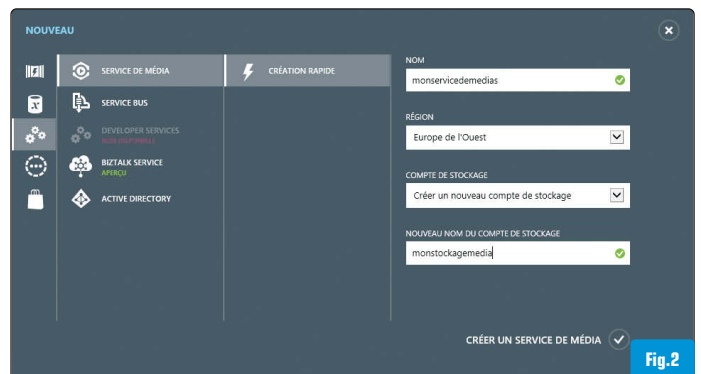 NOUVEAU
SERVICE DE MÉDIA
SERVICE BUS
DEVELOPER SERVICES
BIZTALK SERVICE
APERÇU
ACTIVE DIRECTORY
CRÉATION RAPIDE
NOM
monservicedemedias
RÉGION
Europe de l'Ouest
COMPTE DE STOCKAGE
Créer un nouveau compte de stockage
NOUVEAU NOM DU COMPTE DE STOCKAGE
monstockagemedia
CRÉER UN SERVICE DE MÉDIA
Fig.2